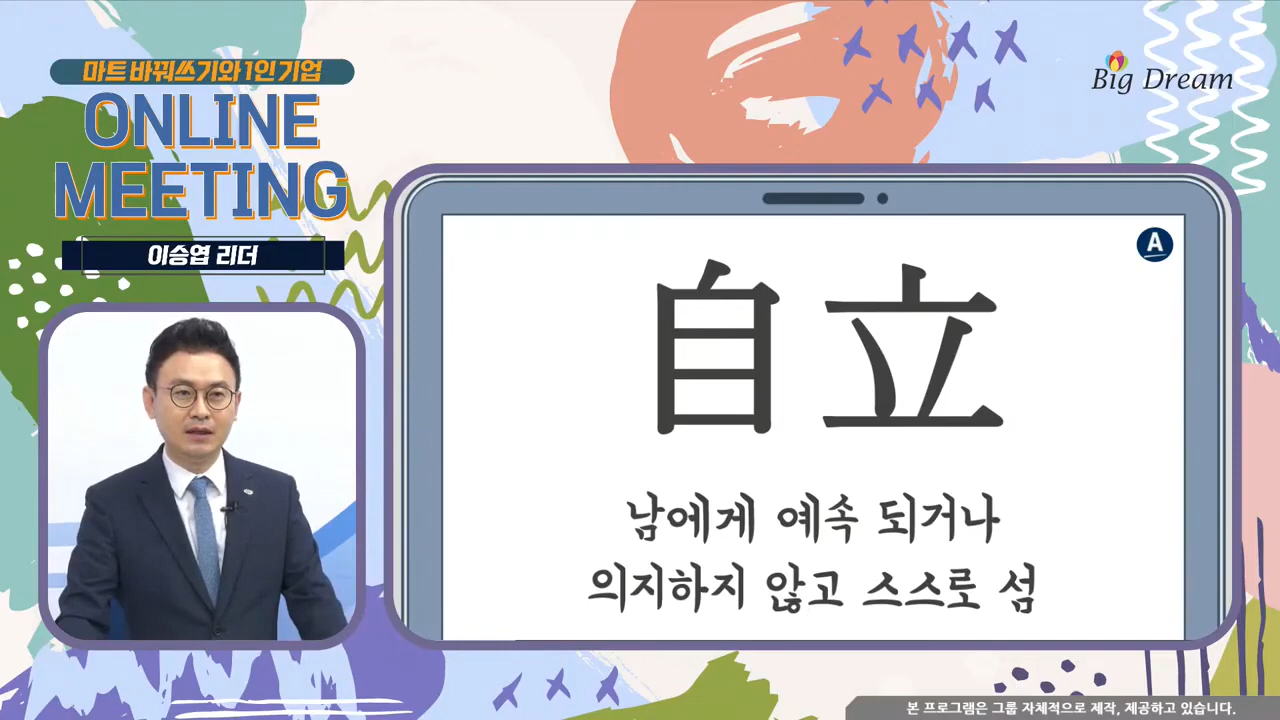 마트 바꿔쓰기와 1인 기업
ONLINE
MEETING
이승엽 리더
Big Dream
A
自立
남에게 예속 되거나
의지하지 않고 스스로 섬
본 프로그램은 그룹 자체적으로 제작, 제공하고 있습니다.